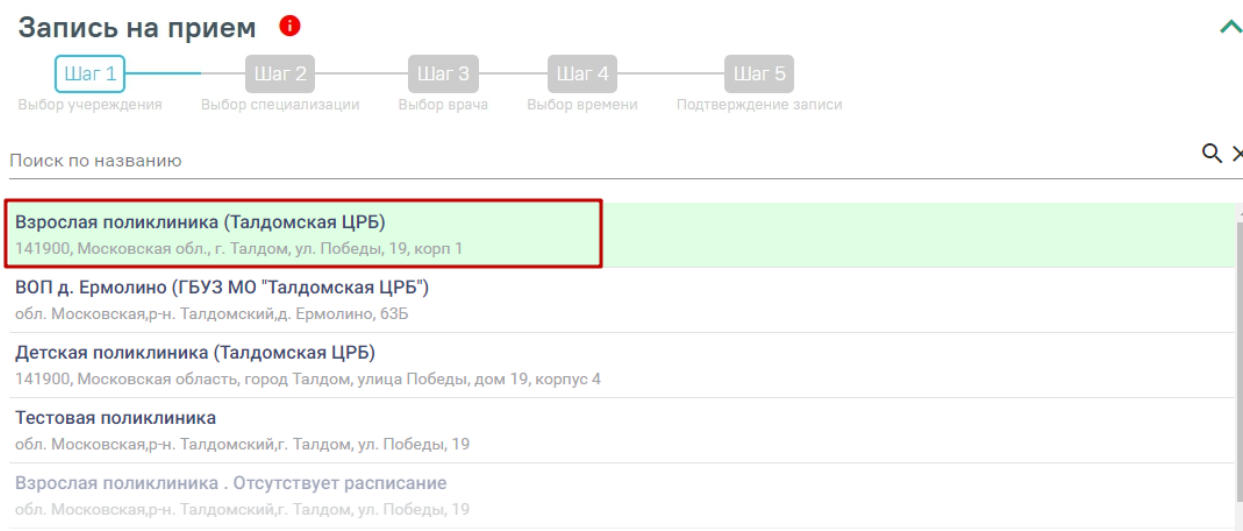 Запись на прием
Шаг 1 Шаг 2 Шаг 3 Шаг 4 Шаг 5
Выбор учереждения Выбор специализации Выбор врача Выбор времени Подтверждение записи
Поиск по названию
Взрослая поликлиника (Талдомская ЦРБ)
141900, Московская обл., г. Талдом, ул. Победы, 19, корп 1
ВОП д. Ермолино (ГБУЗ МО "Талдомская ЦРБ")
обл. Московская,р-н. Талдомский,д. Ермолино, 63Б
Детская поликлиника (Талдомская ЦРБ)
141900, Московская область, город Талдом, улица Победы, дом 19, корпус 4
Тестовая поликлиника
обл. Московская,р-н. Талдомский,г. Талдом, ул. Победы, 19
Взрослая поликлиника . Отсутствует расписание
обл. Московская,р-н. Талдомский,г. Талдом, ул. Победы, 19